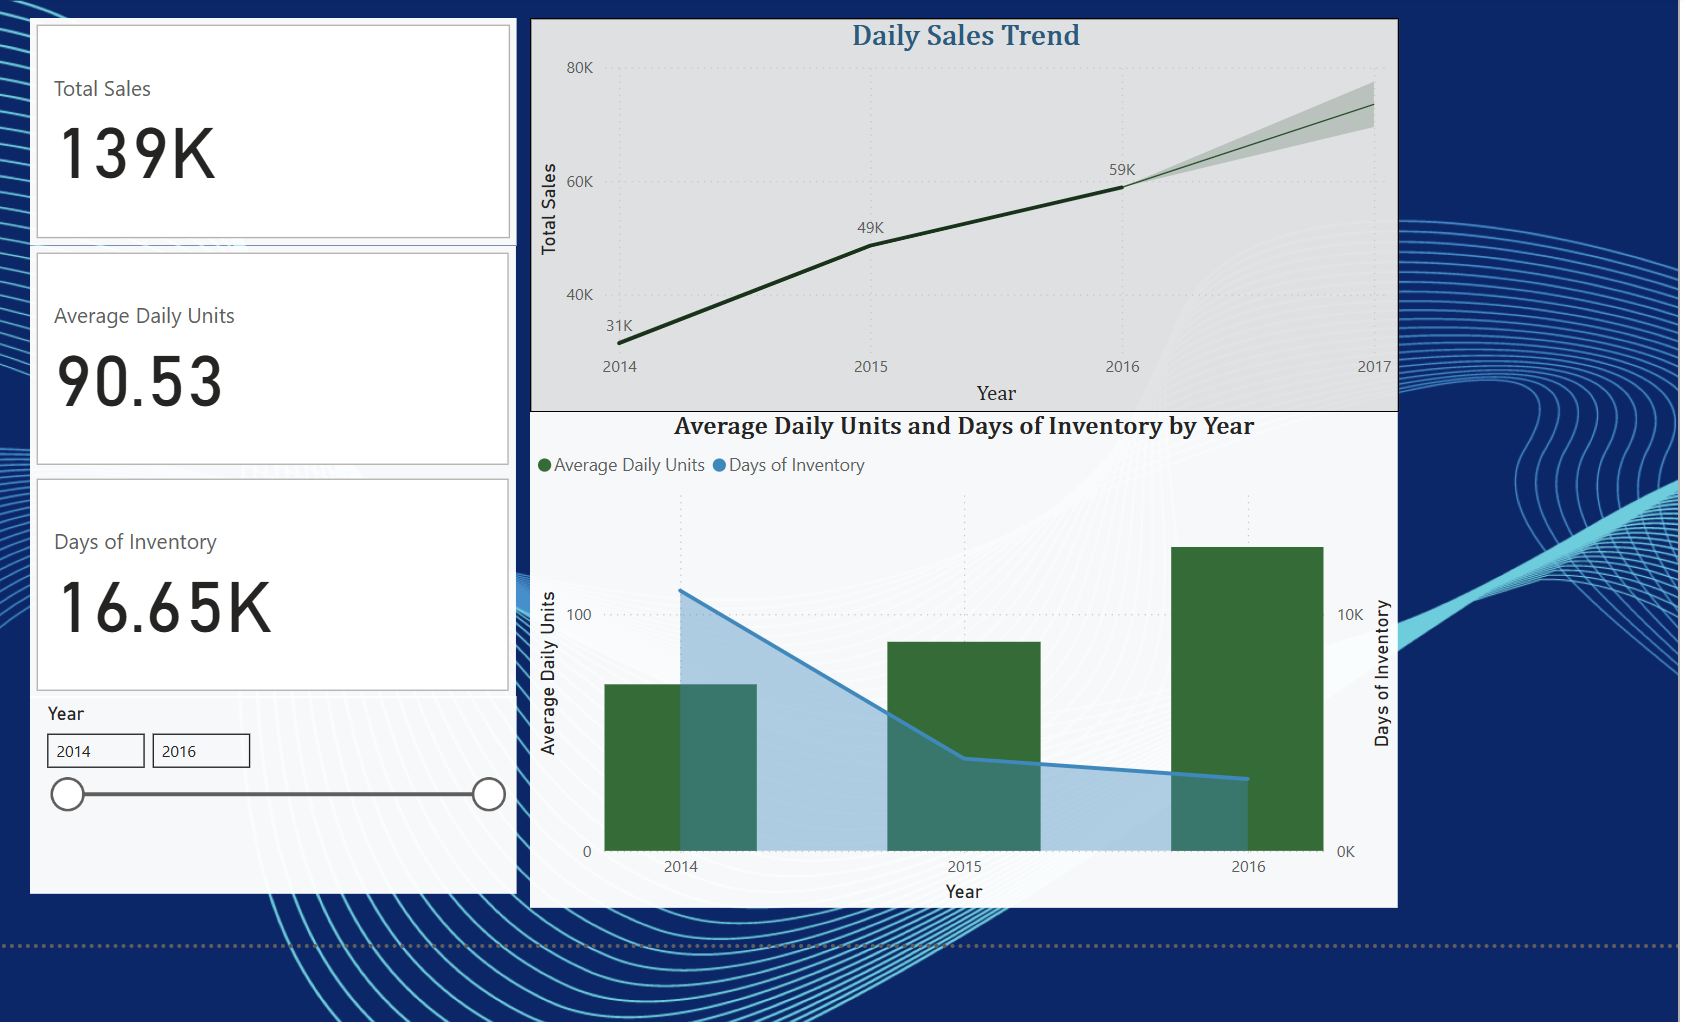 Total Sales
139K
Average Daily Units
90.53
Days of Inventory
16.65K
Year
2014 2016
Daily Sales Trend
80K
60K
40K
Total Sales
31K
49K
59K
2014 2015 2016 2017
Year
Average Daily Units and Days of Inventory by Year
Average Daily Units Days of Inventory
100
0
Average Daily Units
10K
0K
Days of Inventory
2014 2015 2016
Year